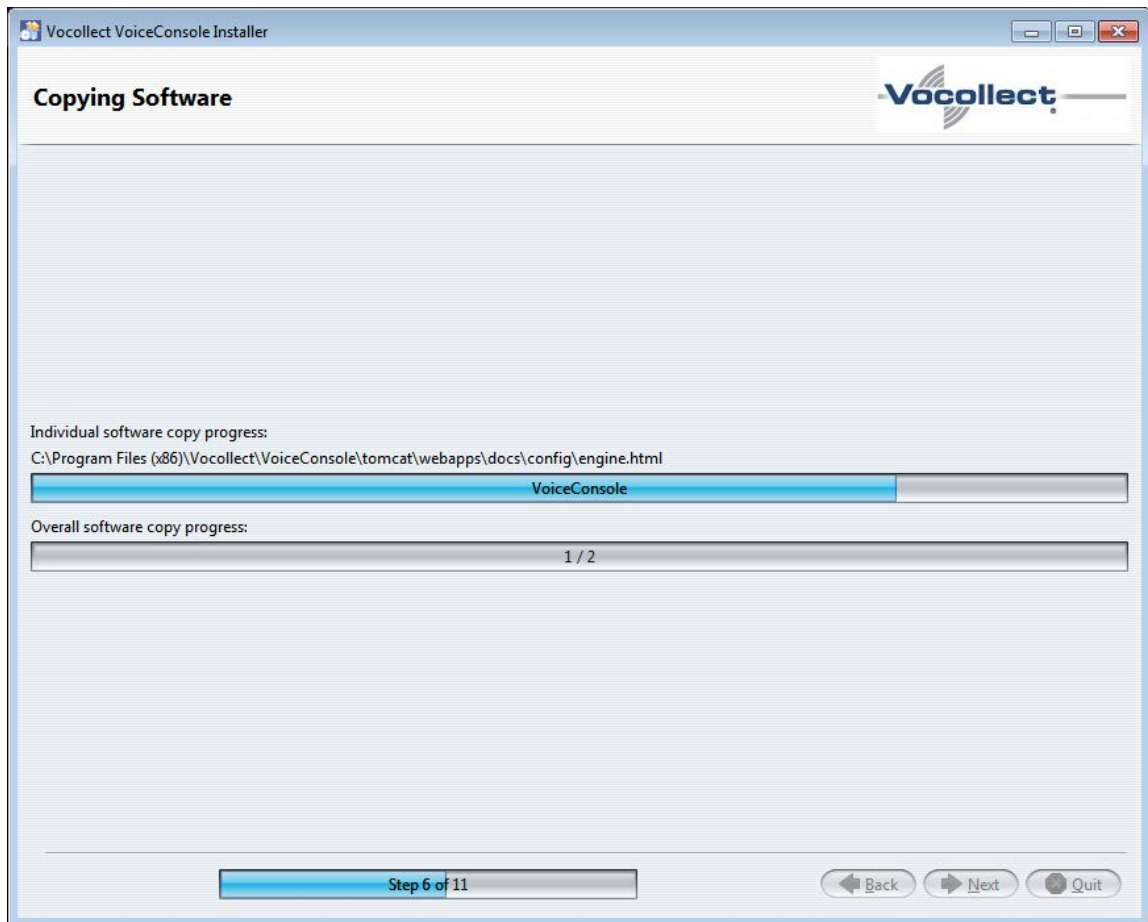 Vocollect VoiceConsole Installer
Copying Software
Vocollect
Individual software copy progress:
C:\Program Files (x86)\Vocollect\VoiceConsole\tomcat\webapps\docs\config\engine.html
VoiceConsole
Overall software copy progress:
1 / 2
Step 6 of 11
Back
Next
Quit